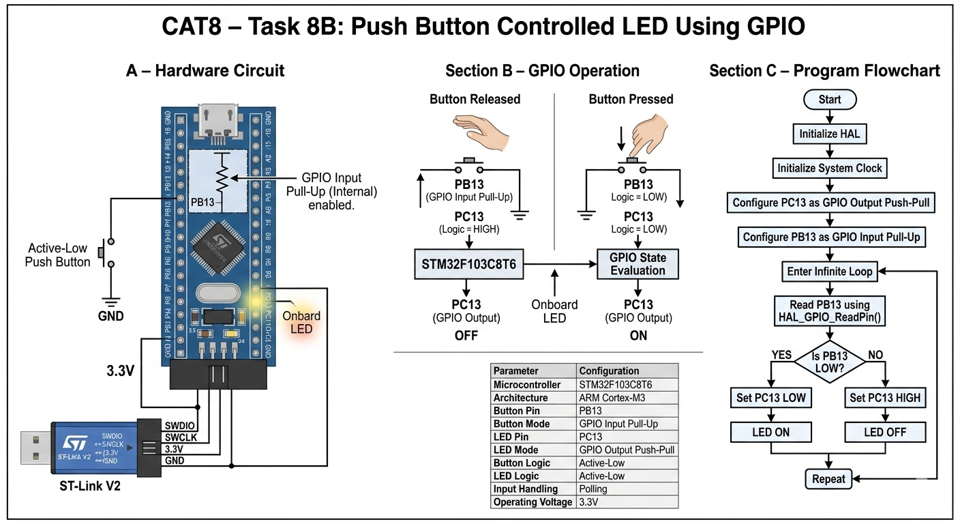 CAT8 – Task 8B: Push Button Controlled LED Using GPIO
A – Hardware Circuit
GPIO Input
Pull-Up (Internal)
enabled.
PB13
Active-Low
Push Button
GND
Onbard
LED
3.3V
SWDIO
SWCLK
3.3V
GND
ST
ST-Link V2
Section B – GPIO Operation
Button Released
Button Pressed
PB13
(GPIO Input Pull-Up)
PC13
(Logic = HIGH)
STM32F103C8T6
PC13
(GPIO Output)
OFF
Onboard
LED
PB13
Logic = LOW)
PC13
Logic = LOW)
GPIO State
Evaluation
PC13
(GPIO Output)
ON
Parameter Configuration
Microcontroller STM32F103C8T6
Architecture ARM Cortex-M3
Button Pin PB13
Button Mode GPIO Input Pull-Up
LED Pin PC13
LED Mode GPIO Output Push-Pull
Button Logic Active-Low
LED Logic Active-Low
Input Handling Polling
Operating Voltage 3.3V
Section C – Program Flowchart
Start
Initialize HAL
Initialize System Clock
Configure PC13 as GPIO Output Push-Pull
Configure PB13 as GPIO Input Pull-Up
Enter Infinite Loop
Read PB13 using
HAL_GPIO_ReadPin()
YES
Is PB13
LOW?
NO
Set PC13 LOW
Set PC13 HIGH
LED ON
LED OFF
Repeat